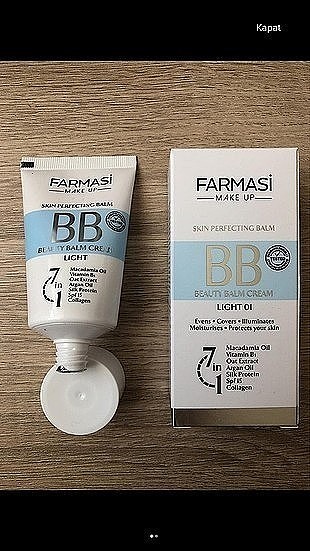 Kapat
FARMASİ
MAKE UP
SKIN PERFECTING BALM
BB
BEAUTY BALM CREAM
LIGHT
7 in 1
Macadamia Oil
Vitamin B5
Oat Extract
Argan Oil
Silk Protein
Spf 15
Collagen
FARMASİ
MAKE UP
SKIN PERFECTING BALM
BB
BEAUTY BALM CREAM
LIGHT 01
Evens • Covers • Illuminates
Moisturises • Protects your skin
7 in 1
Macadamia Oil
Vitamin B5
Oat Extract
Argan Oil
Silk Protein
Spf 15
Collagen